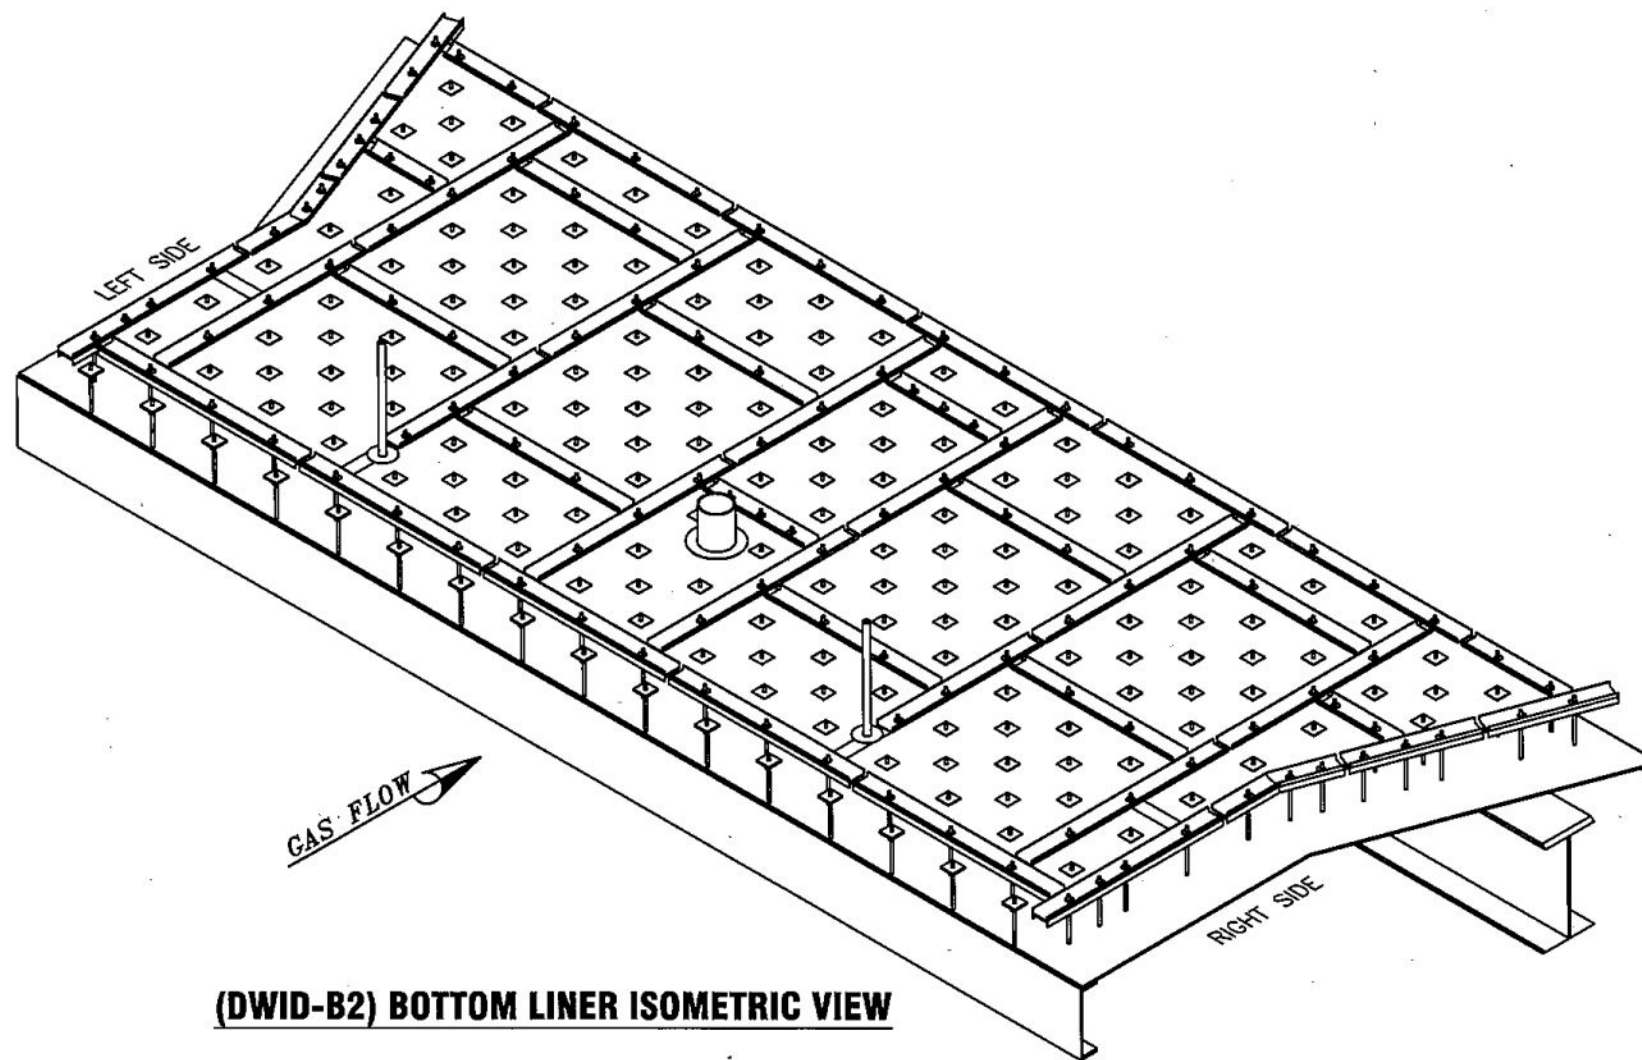 LEFT SIDE
GAS FLOW
RIGHT SIDE
(DWID-B2) BOTTOM LINER ISOMETRIC VIEW